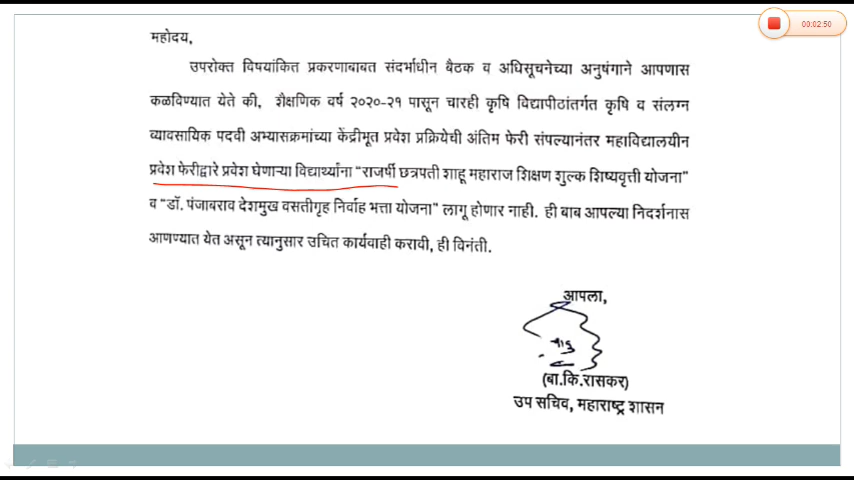 00:02:50
महोदय,
उपरोक्त विषयांकित प्रकरणाबाबत संदर्भाधीन बैठक व अधिसूचनेच्या अनुषंगाने आपणास
कळविण्यात येते की, शैक्षणिक वर्ष २०२०-२१ पासून चारही कृषि विद्यापीठांतर्गत कृषि व संलग्न
व्यावसायिक पदवी अभ्यासक्रमांच्या केंद्रीभूत प्रवेश प्रक्रियेची अंतिम फेरी संपल्यानंतर महाविद्यालयीन
प्रवेश फेरीद्वारे प्रवेश घेणाऱ्या विद्यार्थ्यांना "राजर्षी छत्रपती शाहू महाराज शिक्षण शुल्क शिष्यवृत्ती योजना"
व "डॉ. पंजाबराव देशमुख वसतीगृह निर्वाह भत्ता योजना" लागू होणार नाही. ही बाब आपल्या निदर्शनास
आणण्यात येत असून त्यानुसार उचित कार्यवाही करावी, ही विनंती.
आपला,
(बा.कि.रासकर)
उप सचिव, महाराष्ट्र शासन